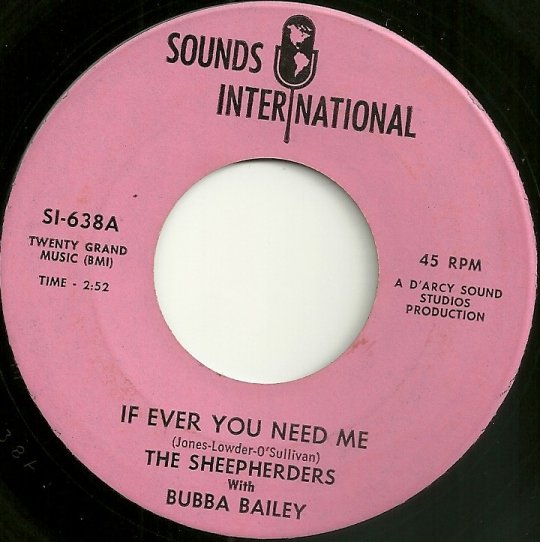 SOUNDS
INTERNATIONAL
SI-638A
TWENTY GRAND
MUSIC (BMI)
TIME - 2:52
45 RPM
A D'ARCY SOUND
STUDIOS
PRODUCTION
IF EVER YOU NEED ME
(Jones-Lowder-O'Sullivan)
THE SHEEPHERDERS
With
BUBBA BAILEY